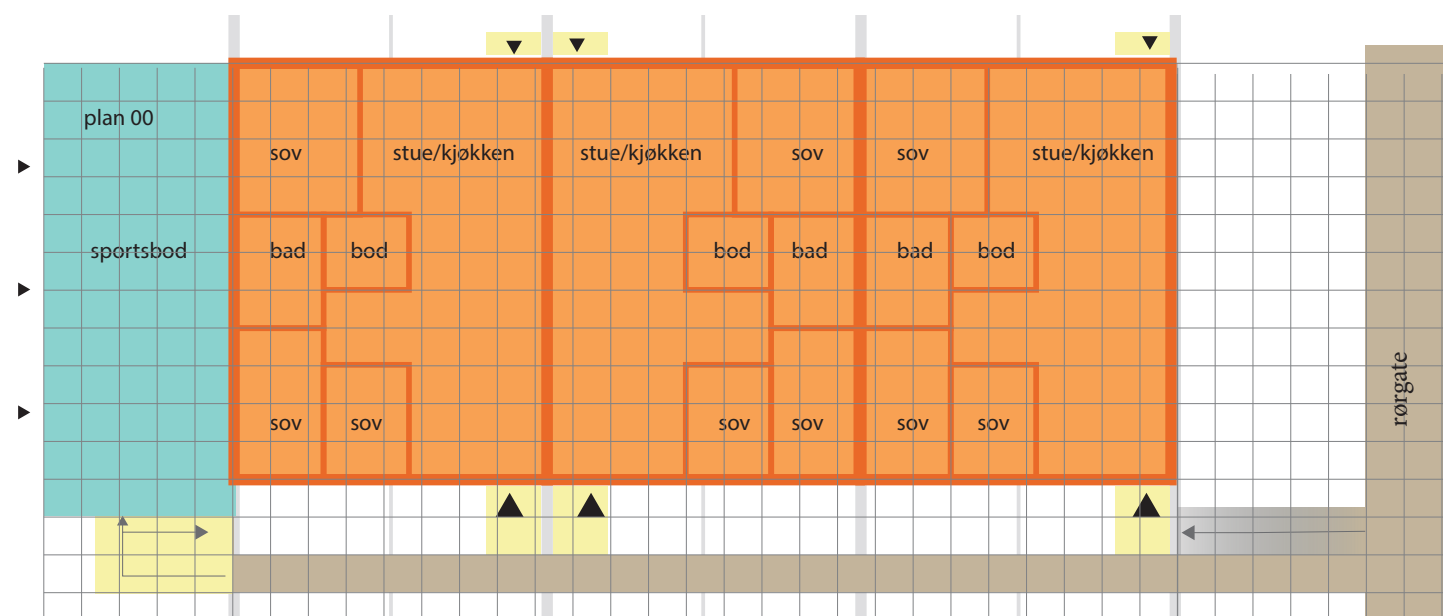 plan 00
sov
stue/kjøkken
stue/kjøkken
sov
sov
stue/kjøkken
sportsbod
bad
bod
bod
bad
bad
bod
sov
sov
sov
sov
sov
sov
rørgate